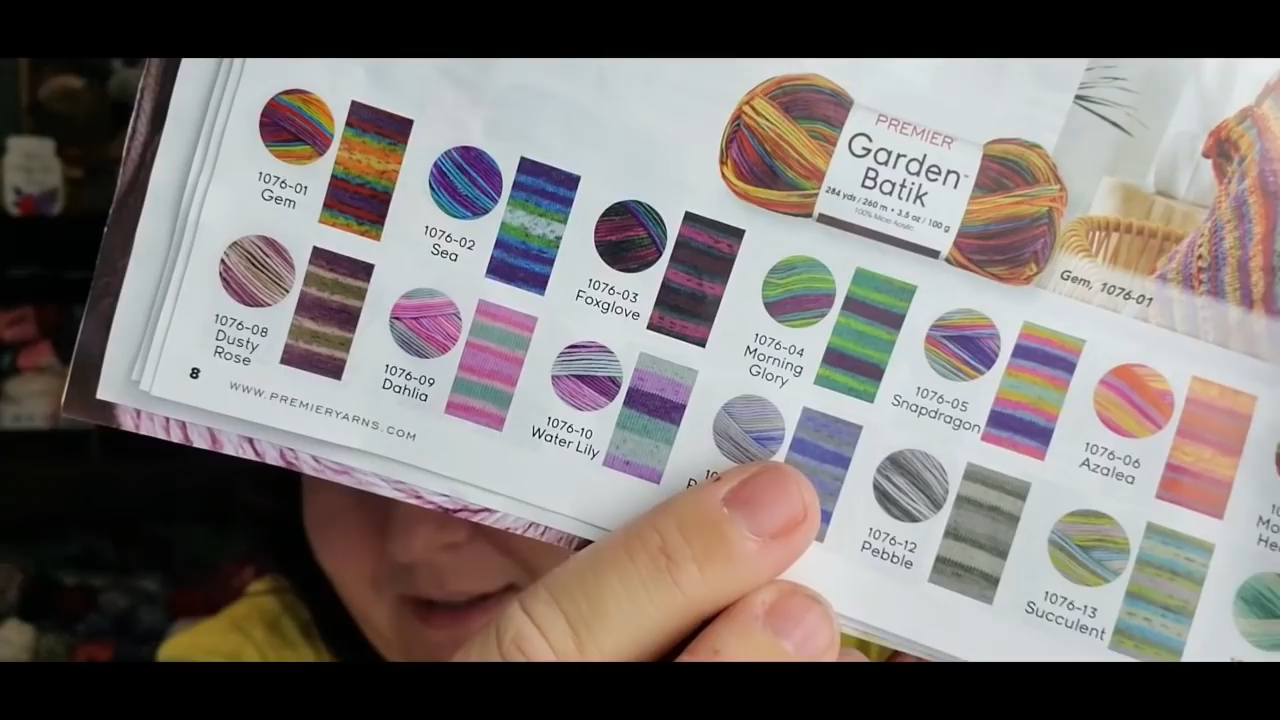 PREMIER
Garden™
Batik
284 yds / 260 m • 3.5 oz / 100 g
100% Micro Acrylic
Gem, 1076-01
1076-01
Gem
1076-02
Sea
1076-03
Foxglove
1076-04
Morning
Glory
1076-05
Snapdragon
1076-06
Azalea
1076-08
Dusty
Rose
1076-09
Dahlia
1076-10
Water Lily
1076-12
Pebble
1076-13
Succulent
8
WWW.PREMIERYARNS.COM